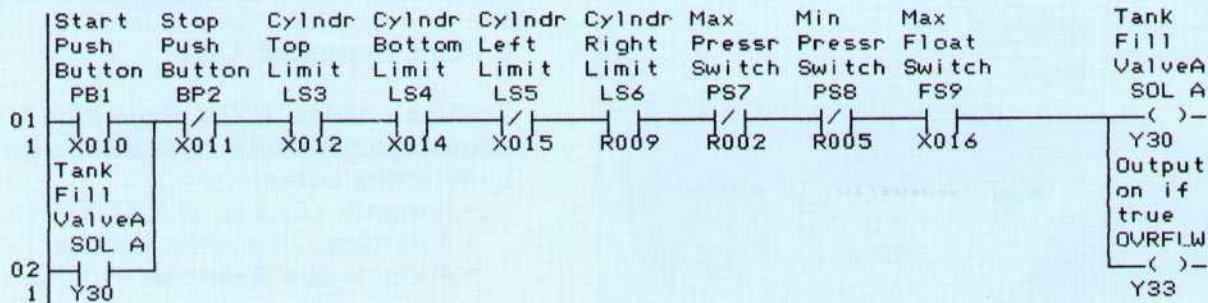 Start Stop Cylndr Cylndr Cylndr Cylndr Max Min Max Tank
Push Push Top Bottom Left Right Pressr Pressr Float Fill
Button Button Limit Limit Limit Limit Switch Switch Switch ValveA
PB1 BP2 LS3 LS4 LS5 LS6 PS7 PS8 FS9 SOL A
01
1 X010 X011 X012 X014 X015 R009 R002 R005 X016 Y30
Tank Output
Fill on if
ValveA true
SOL A OVRFLW
02
1 Y30 Y33